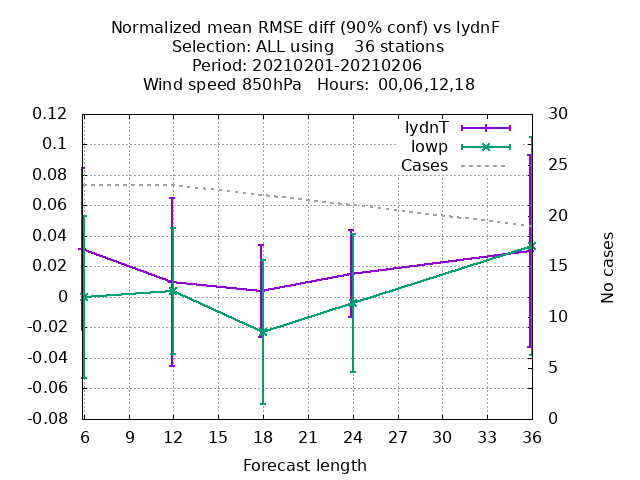 Normalized mean RMSE diff (90% conf) vs lydnF
Selection: ALL using 36 stations
Period: 20210201-20210206
Wind speed 850hPa Hours: 00,06,12,18
lydnT
lowp
Cases
0.12
0.1
0.08
0.06
0.04
0.02
0
-0.02
-0.04
-0.06
-0.08
30
25
20
15
10
5
0
No cases
6 9 12 15 18 21 24 27 30 33 36
Forecast length